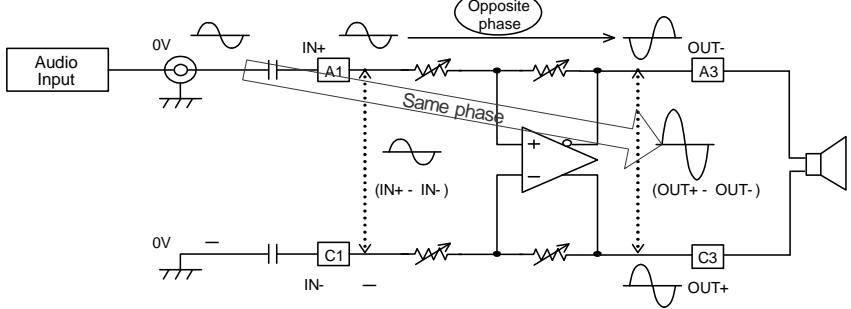 Opposite
phase
0V
IN+
OUT-
Audio
Input
A1
A3
Same phase
+
−
(IN+ - IN-)
(OUT+ - OUT-)
0V
−
C1
C3
IN-
−
OUT+